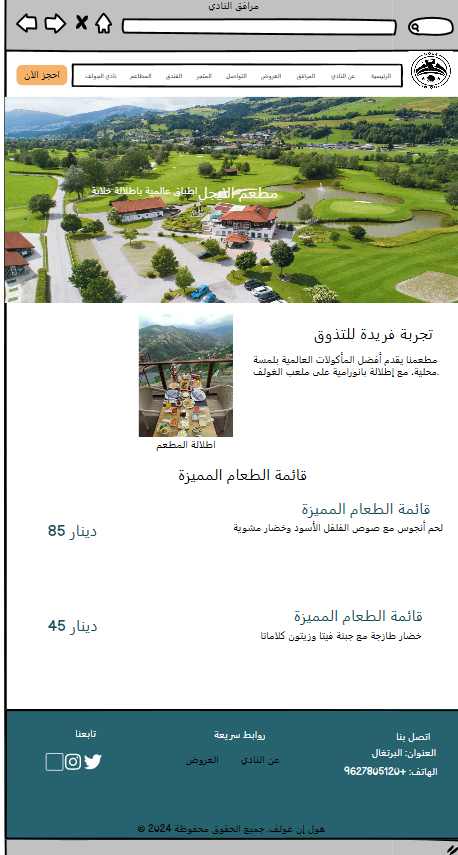 مرافق النادي
الرئيسية عن النادي المرافق العروض التواصل المتجر الفندق المطاعم نادي الجولف احجز الآن
مطعم النجيل
اطباق عالمية باطلالة خلابة
تجربة فريدة للتذوق
مطعمنا يقدم أفضل المأكولات العالمية بلمسة
محلية، مع إطلالة بانورامية على ملعب الغولف.
اطلالة المطعم
قائمة الطعام المميزة
قائمة الطعام المميزة
لحم أنجوس مع صوص الفلفل الأسود وخضار مشوية
85 دينار
قائمة الطعام المميزة
خضار طازجة مع جبنة فيتا وزيتون كلاماتا
45 دينار
اتصل بنا
العنوان: البرتغال
الهاتف: +9627805120
روابط سريعة
عن النادي العروض
تابعنا
هول إن غولف. جميع الحقوق محفوظة 2024 ©